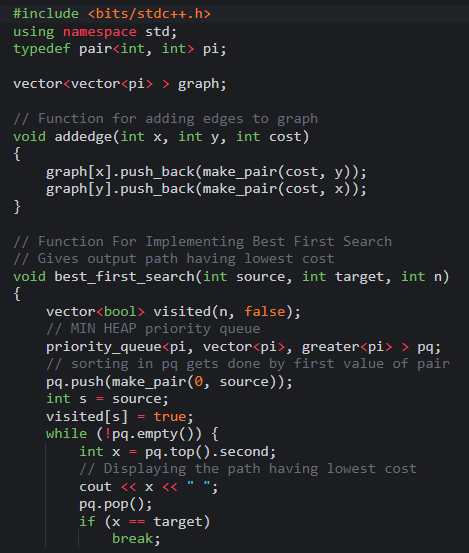 #include <bits/stdc++.h>
using namespace std;
typedef pair<int, int> pi;

vector<vector<pi> > graph;

// Function for adding edges to graph
void addedge(int x, int y, int cost)
{
    graph[x].push_back(make_pair(cost, y));
    graph[y].push_back(make_pair(cost, x));
}

// Function For Implementing Best First Search
// Gives output path having lowest cost
void best_first_search(int source, int target, int n)
{
    vector<bool> visited(n, false);
    // MIN HEAP priority queue
    priority_queue<pi, vector<pi>, greater<pi> > pq;
    // sorting in pq gets done by first value of pair
    pq.push(make_pair(0, source));
    int s = source;
    visited[s] = true;
    while (!pq.empty()) {
        int x = pq.top().second;
        // Displaying the path having lowest cost
        cout << x << " ";
        pq.pop();
        if (x == target)
            break;